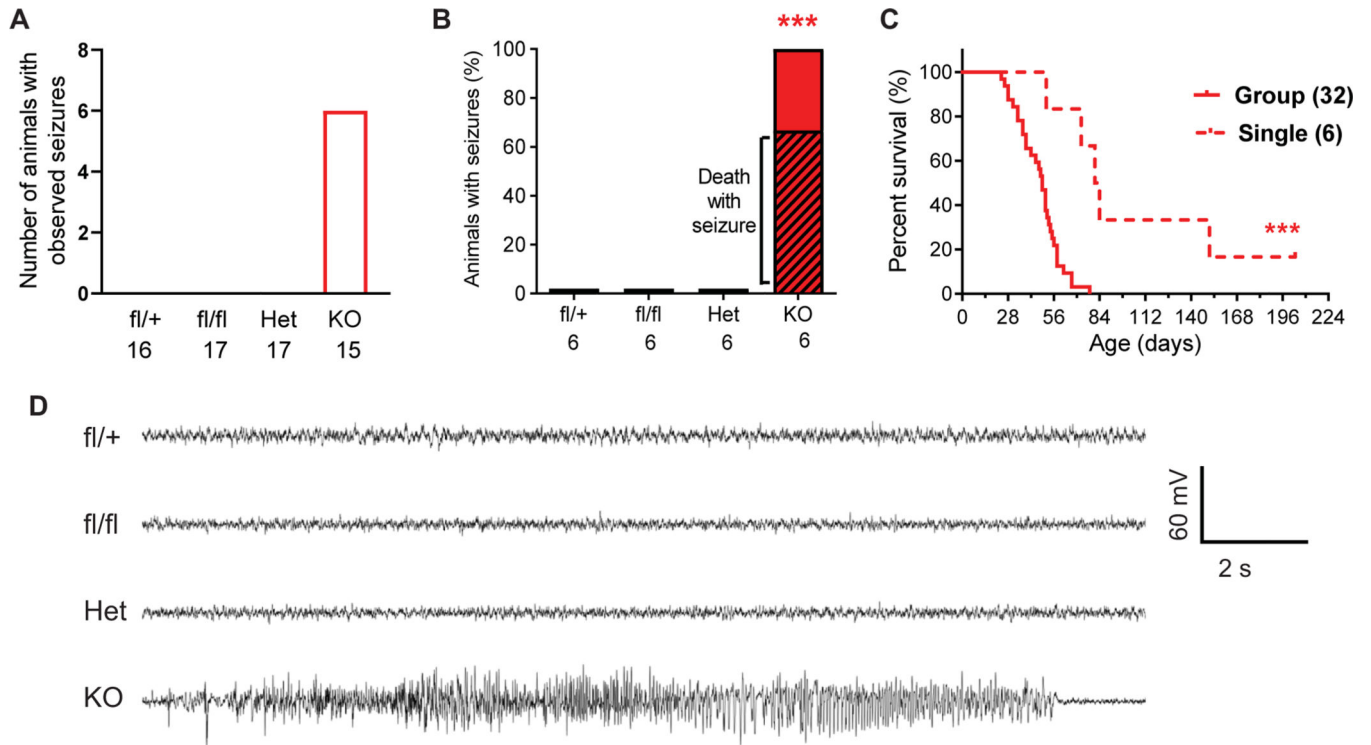 A
Number of animals with
observed seizures
8
6
4
2
0
fl/+ fl/fl Het KO
16 17 17 15
B
***
Animals with seizures (%)
100
80
60
40
20
0
Death
with
seizure
fl/+ fl/fl Het KO
6 6 6 6
C
Percent survival (%)
100
80
60
40
20
0
Group (32)
Single (6)
***
0 28 56 84 112 140 168 196 224
Age (days)
D
fl/+
fl/fl
Het
KO
60 mV
2 s